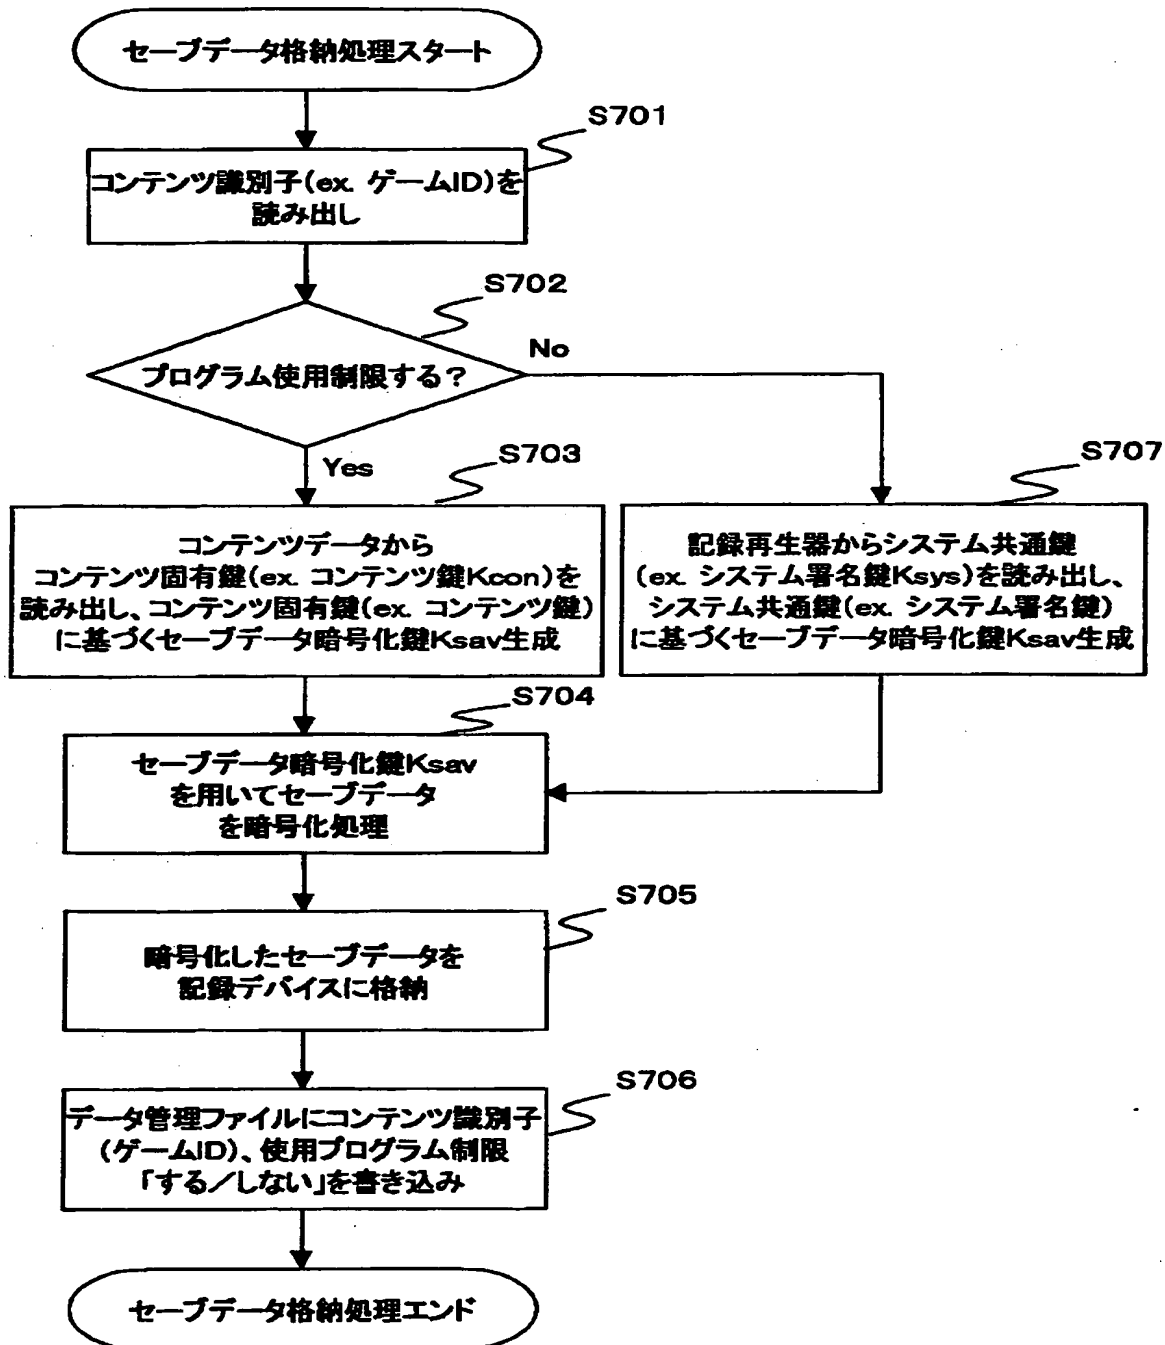 セーブデータ格納処理スタート
S701
コンテンツ識別子(ex. ゲームID)を
読み出し
S702
プログラム使用制限する?
No
Yes
S703
コンテンツデータから
コンテンツ固有鍵(ex. コンテンツ鍵Kcon)を
読み出し、コンテンツ固有鍵(ex. コンテンツ鍵)
に基づくセーブデータ暗号化鍵Ksav生成
S707
記録再生器からシステム共通鍵
(ex. システム署名鍵Ksys)を読み出し、
システム共通鍵(ex. システム署名鍵)
に基づくセーブデータ暗号化鍵Ksav生成
S704
セーブデータ暗号化鍵Ksav
を用いてセーブデータ
を暗号化処理
S705
暗号化したセーブデータを
記録デバイスに格納
S706
データ管理ファイルにコンテンツ識別子
(ゲームID)、使用プログラム制限
「する/しない」を書き込み
セーブデータ格納処理エンド